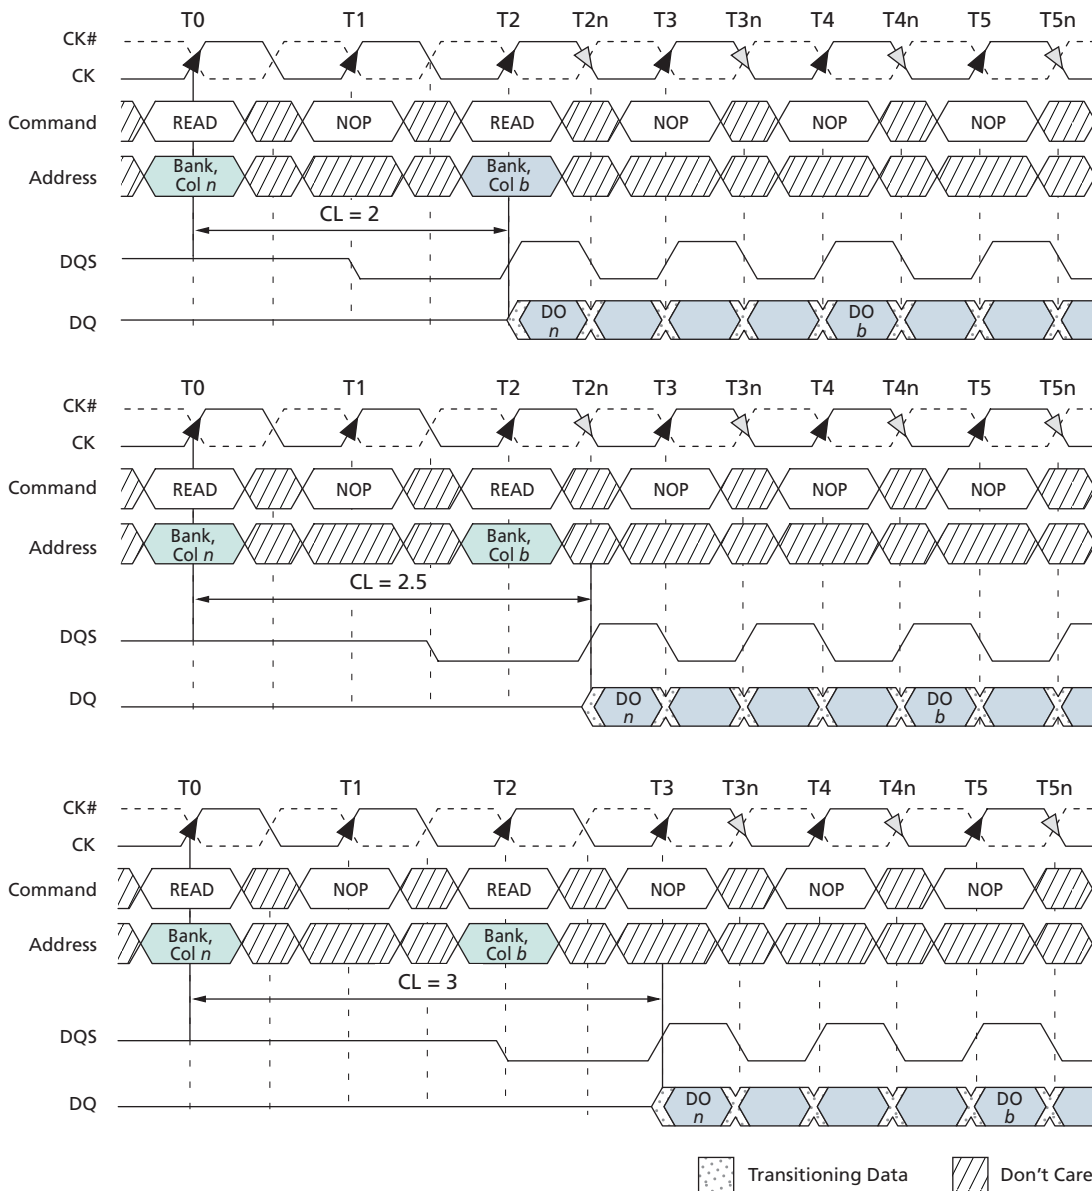 T0 T1 T2 T2n T3 T3n T4 T4n T5 T5n
CK#
CK
Command READ NOP READ NOP NOP NOP
Address Bank, Col n Bank, Col b
CL = 2
DQS
DQ DO n DO b
T0 T1 T2 T2n T3 T3n T4 T4n T5 T5n
CK#
CK
Command READ NOP READ NOP NOP NOP
Address Bank, Col n Bank, Col b
CL = 2.5
DQS
DQ DO n DO b
T0 T1 T2 T3 T3n T4 T4n T5 T5n
CK#
CK
Command READ NOP READ NOP NOP NOP
Address Bank, Col n Bank, Col b
CL = 3
DQS
DQ DO n DO b
Transitioning Data Don't Care